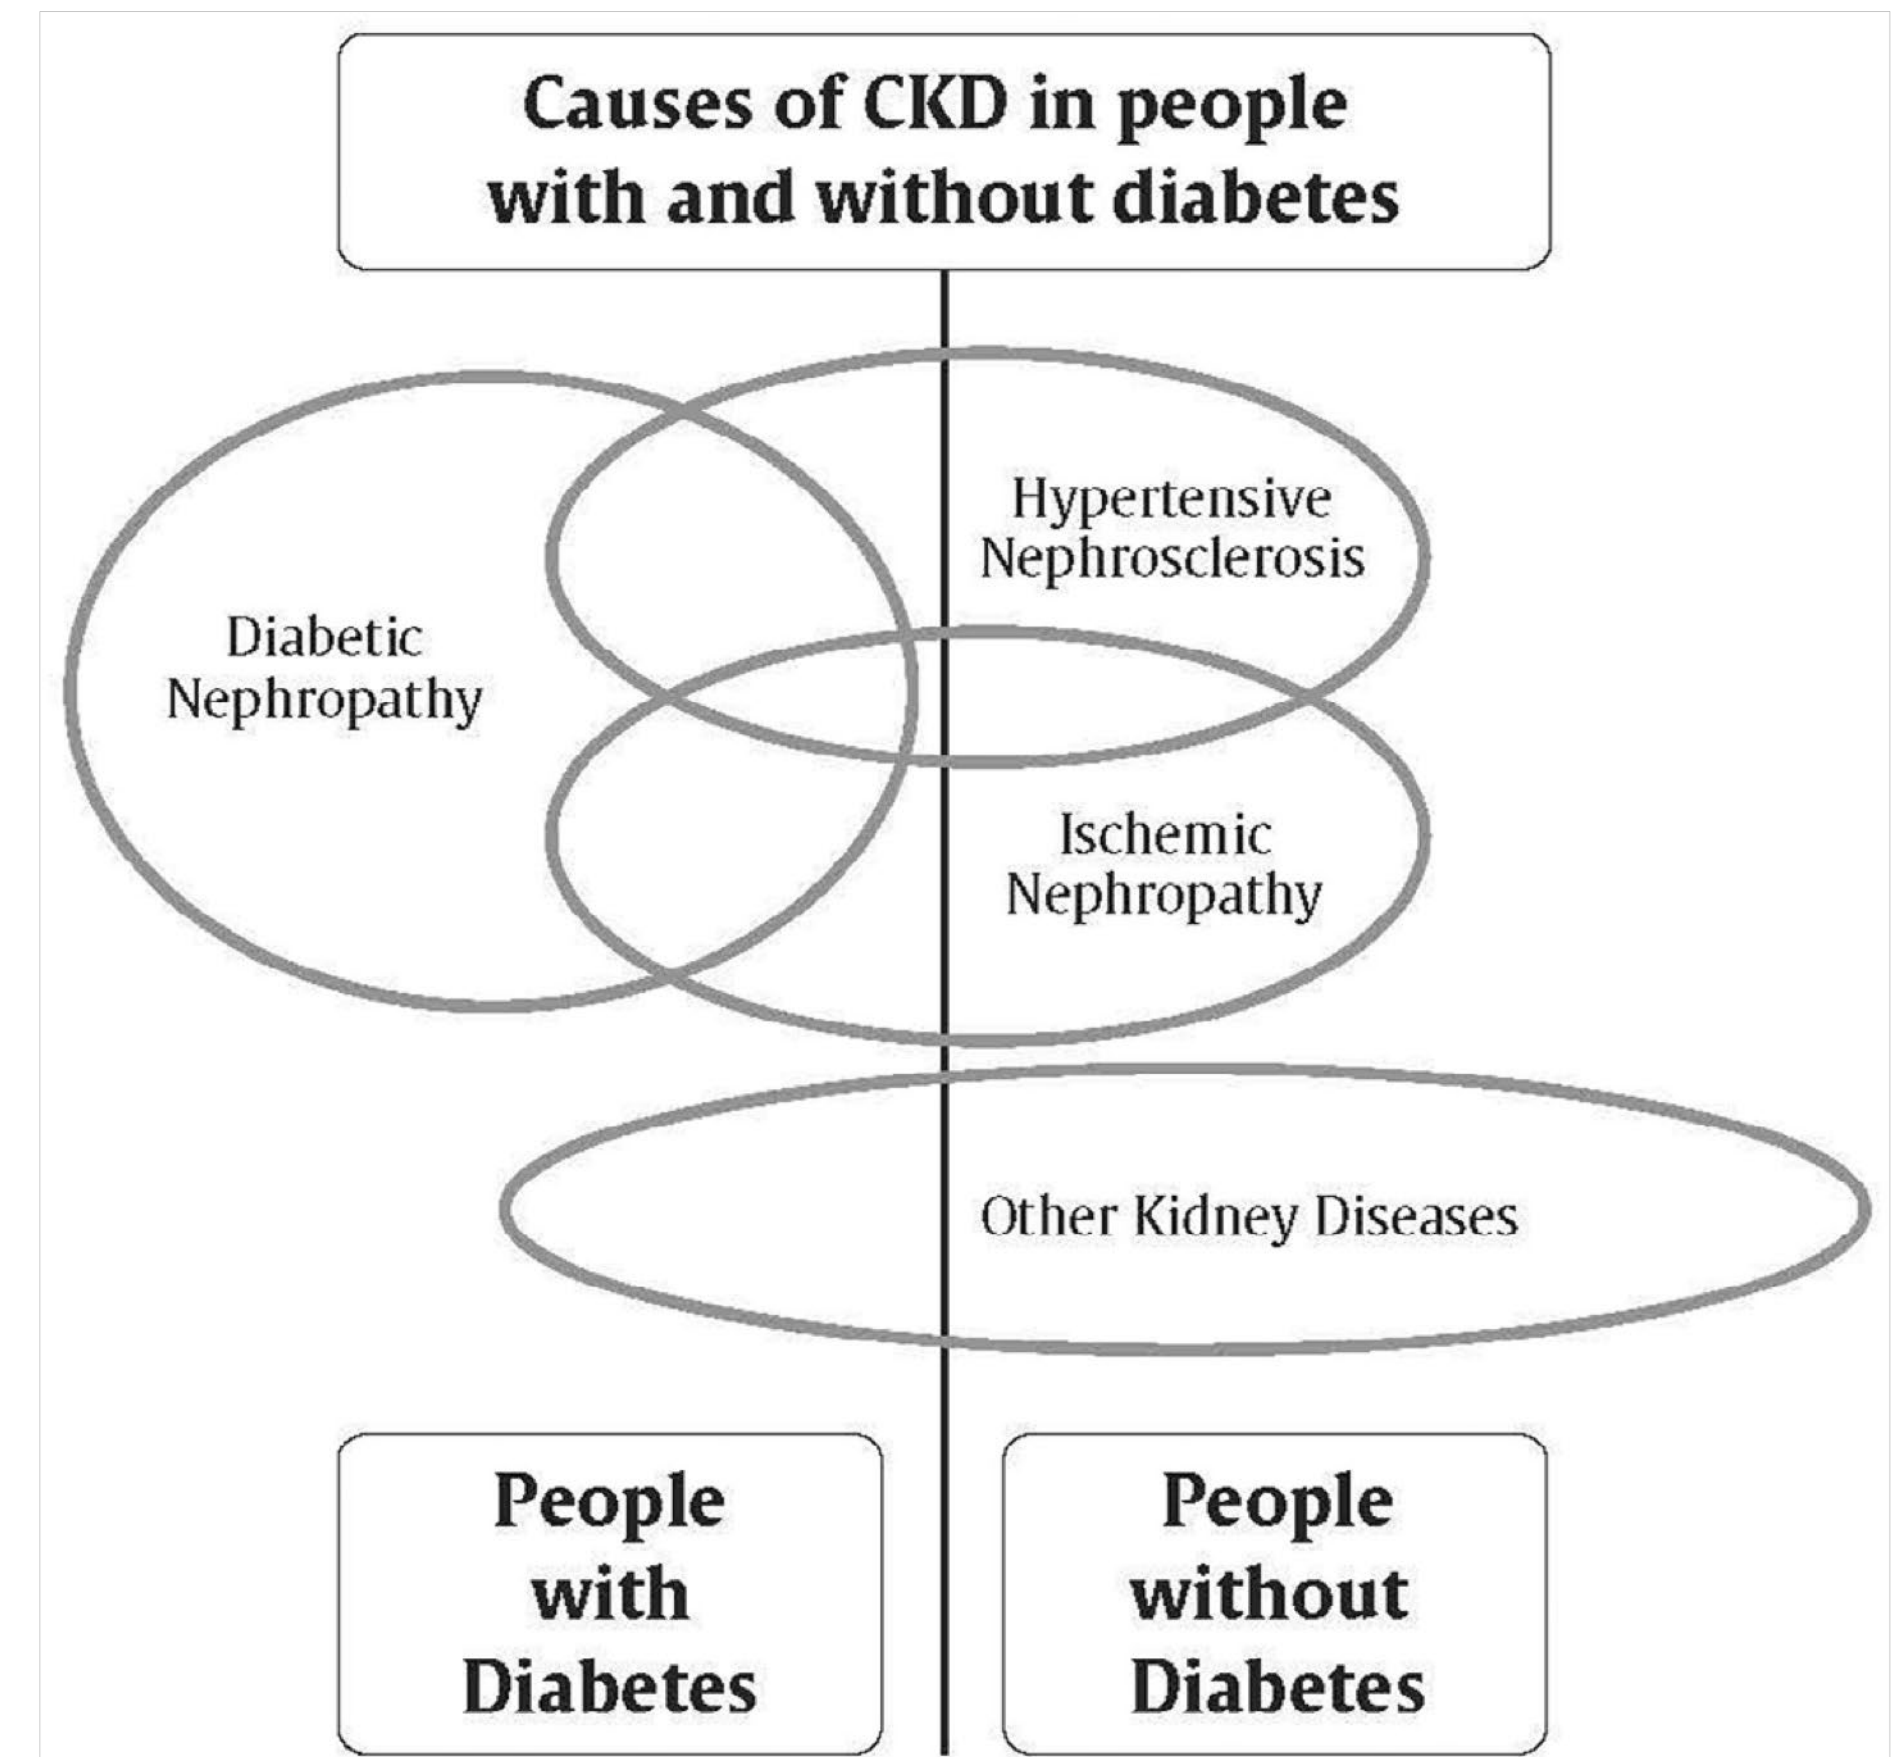 Causes of CKD in people
with and without diabetes
Hypertensive
Nephrosclerosis
Diabetic
Nephropathy
Ischemic
Nephropathy
Other Kidney Diseases
People
with
Diabetes
People
without
Diabetes